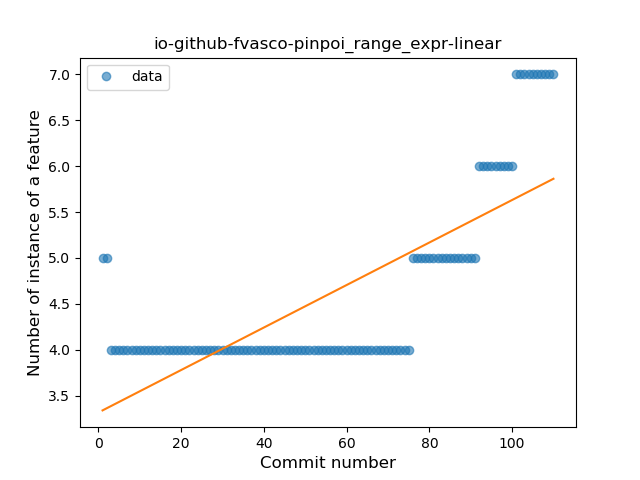 io-github-fvasco-pinpoi_range_expr-linear
data
Number of instance of a feature
7.0
6.5
6.0
5.5
5.0
4.5
4.0
3.5
0 20 40 60 80 100
Commit number